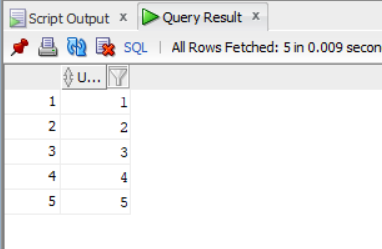 Script Output x Query Result x
SQL | All Rows Fetched: 5 in 0.009 secon
U...
1 1
2 2
3 3
4 4
5 5